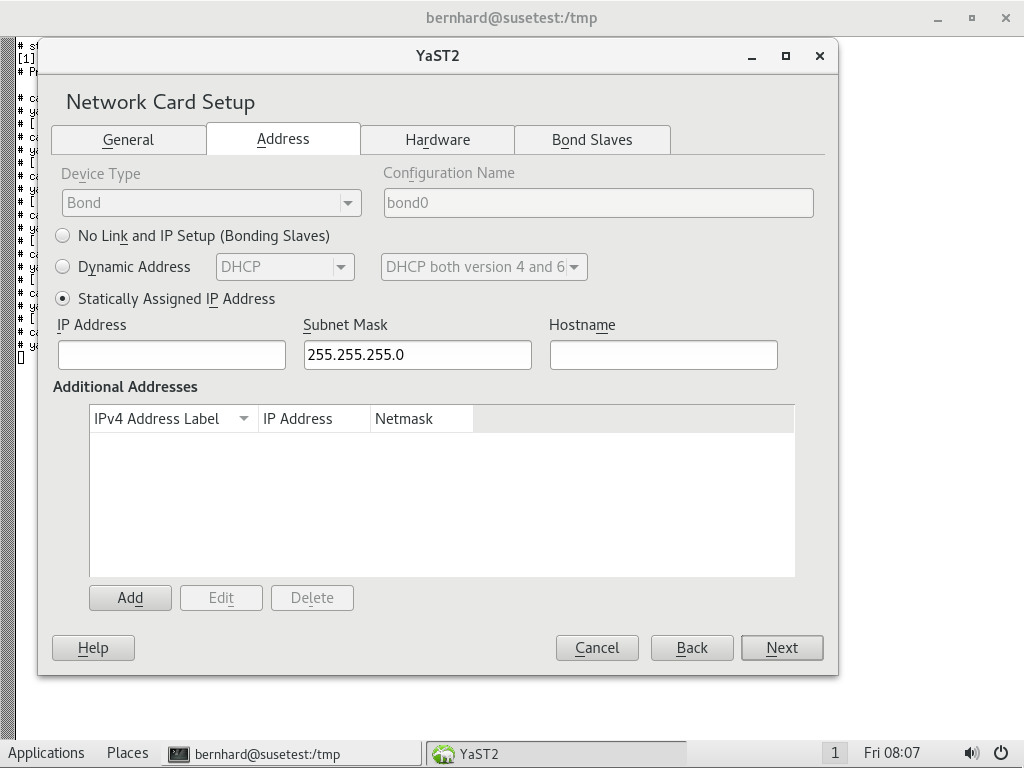 bernhard@susetest:/tmp
YaST2
Network Card Setup
General Address Hardware Bond Slaves
Device Type Configuration Name
Bond bond0
No Link and IP Setup (Bonding Slaves)
Dynamic Address DHCP DHCP both version 4 and 6
Statically Assigned IP Address
IP Address Subnet Mask Hostname
255.255.255.0
Additional Addresses
IPv4 Address Label IP Address Netmask
Add Edit Delete
Help Cancel Back Next
Applications Places bernhard@susetest:/tmp YaST2 1 Fri 08:07